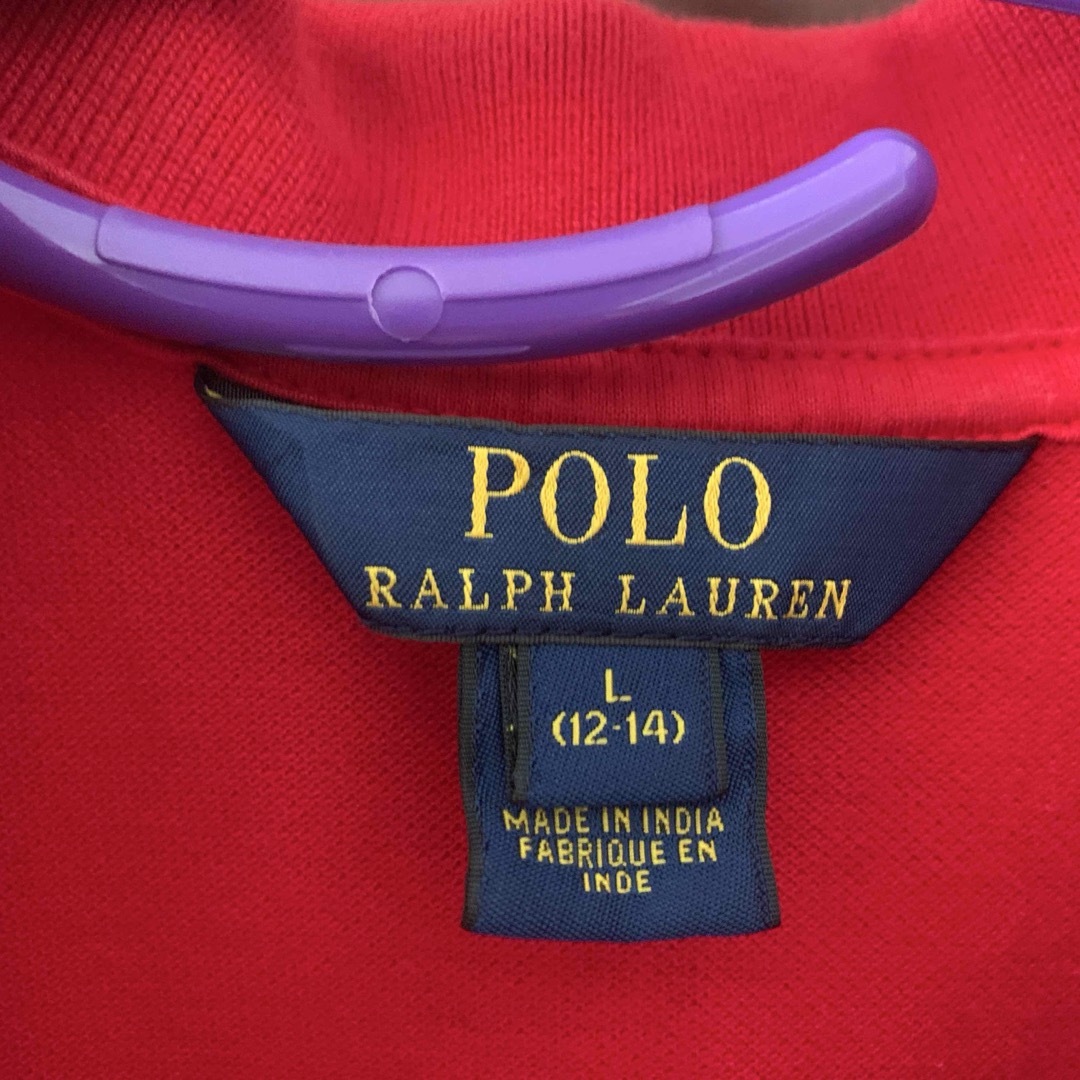 POLO
RALPH LAUREN
L
(12-14)
MADE IN INDIA
FABRIQUE EN
INDE